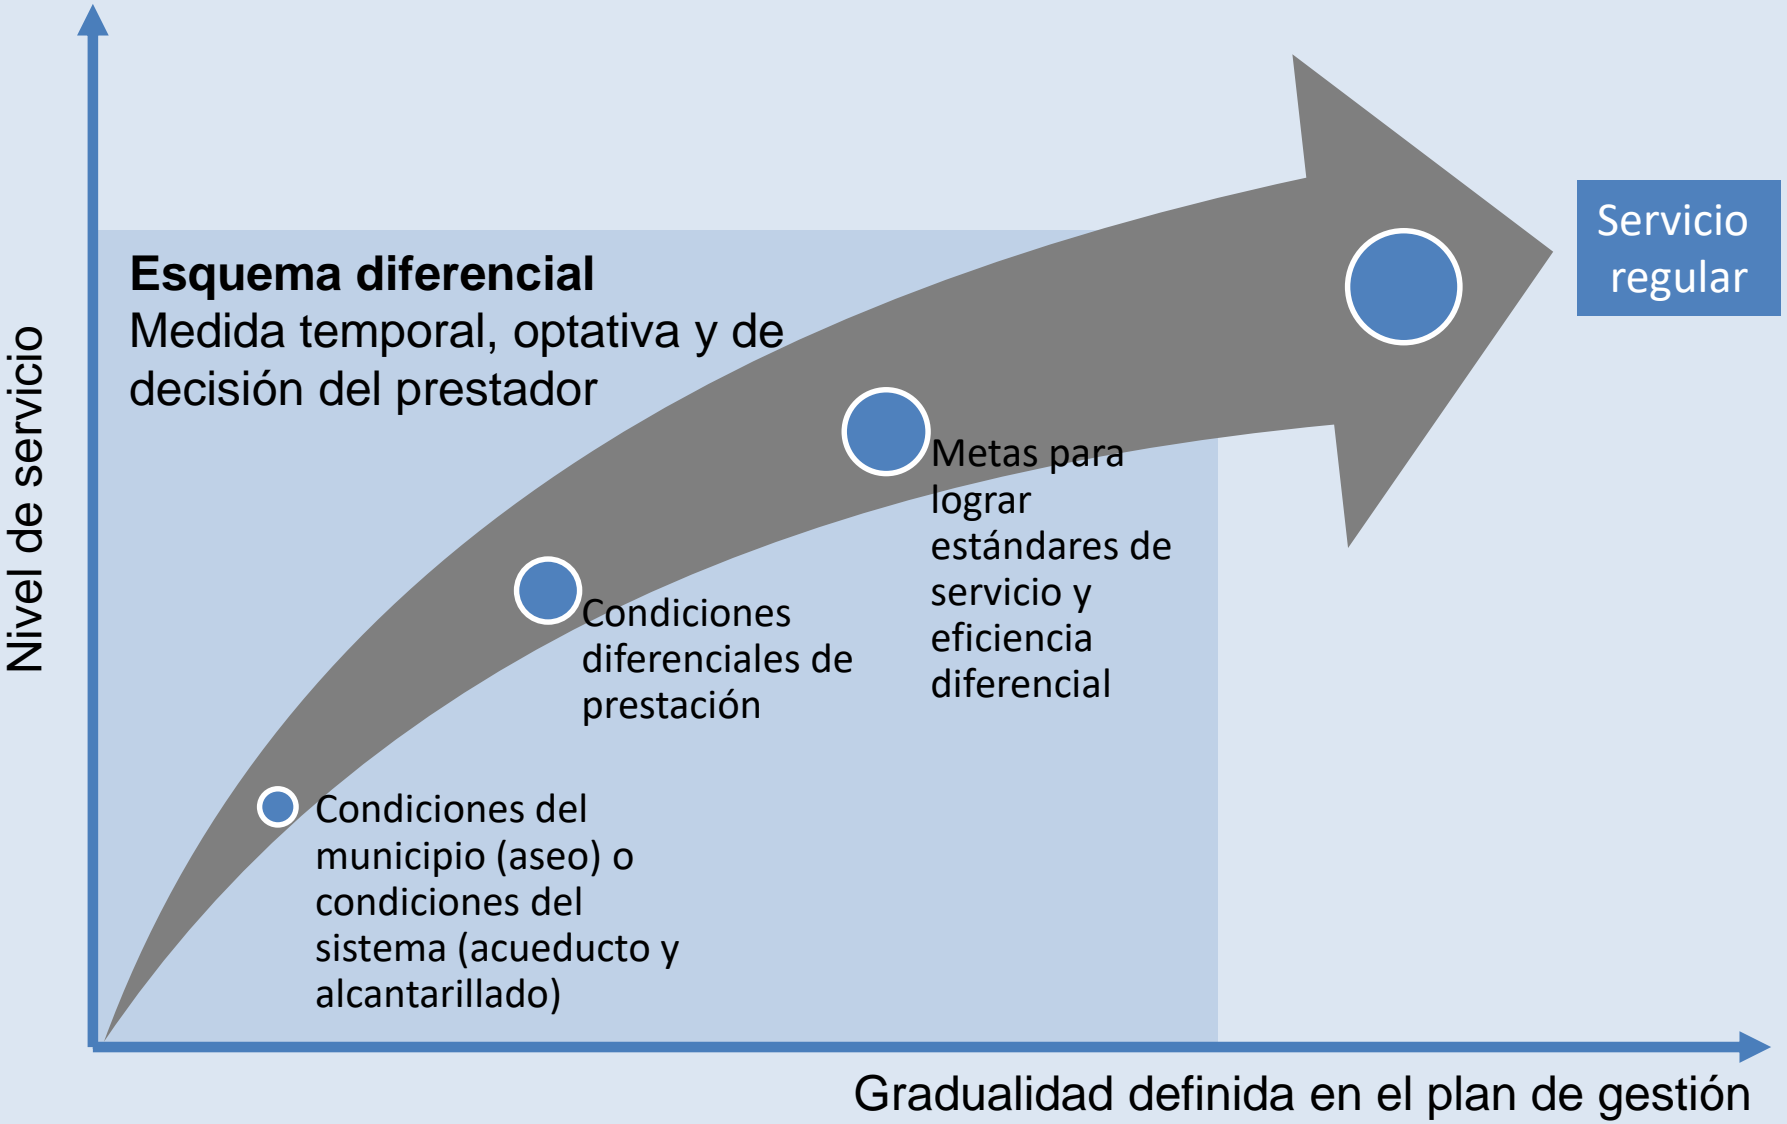 Nivel de servicio
Esquema diferencial
Medida temporal, optativa y de
decisión del prestador
Servicio
regular
Metas para
lograr
estándares de
servicio y
eficiencia
diferencial
Condiciones
diferenciales de
prestación
Condiciones del
municipio (aseo) o
condiciones del
sistema (acueducto y
alcantarillado)
Gradualidad definida en el plan de gestión